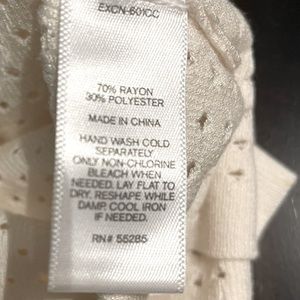 EXCN-601CC
70% RAYON
30% POLYESTER
MADE IN CHINA
HAND WASH COLD
SEPARATELY
ONLY NON-CHLORINE
BLEACH WHEN
NEEDED. LAY FLAT TO
DRY. RESHAPE WHILE
DAMP. COOL IRON
IF NEEDED
RN# 55285